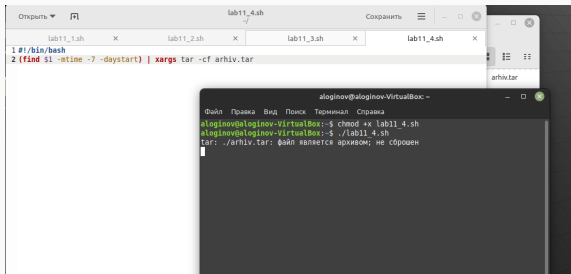 Открыть
lab11_4.sh
~/
Сохранить
lab11_1.sh
lab11_2.sh
lab11_3.sh
lab11_4.sh
1 #!/bin/bash
2 (find $1 -mtime -7 -daystart) | xargs tar -cf arhiv.tar
arhiv.tar
aloginov@aloginov-VirtualBox: ~
Файл Правка Вид Поиск Терминал Справка
aloginov@aloginov-VirtualBox:~$ chmod +x lab11_4.sh
aloginov@aloginov-VirtualBox:~$ ./lab11_4.sh
tar: ./arhiv.tar: файл является архивом; не сброшен